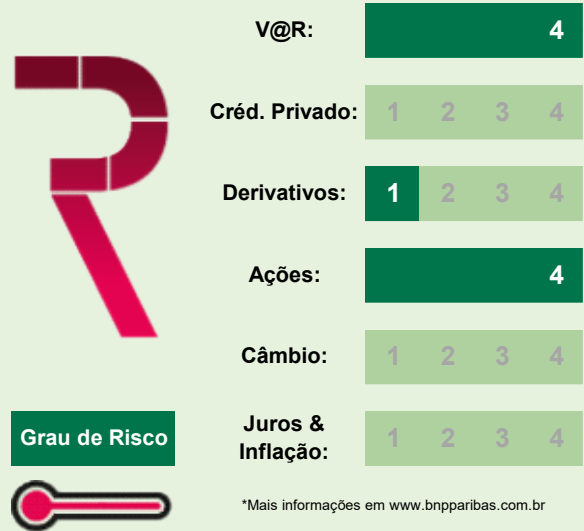 V@R: 4
Créd. Privado: 1 2 3 4
Derivativos: 1 2 3 4
Ações: 4
Câmbio: 1 2 3 4
Grau de Risco
Juros &
Inflação: 1 2 3 4
*Mais informações em www.bnpparibas.com.br